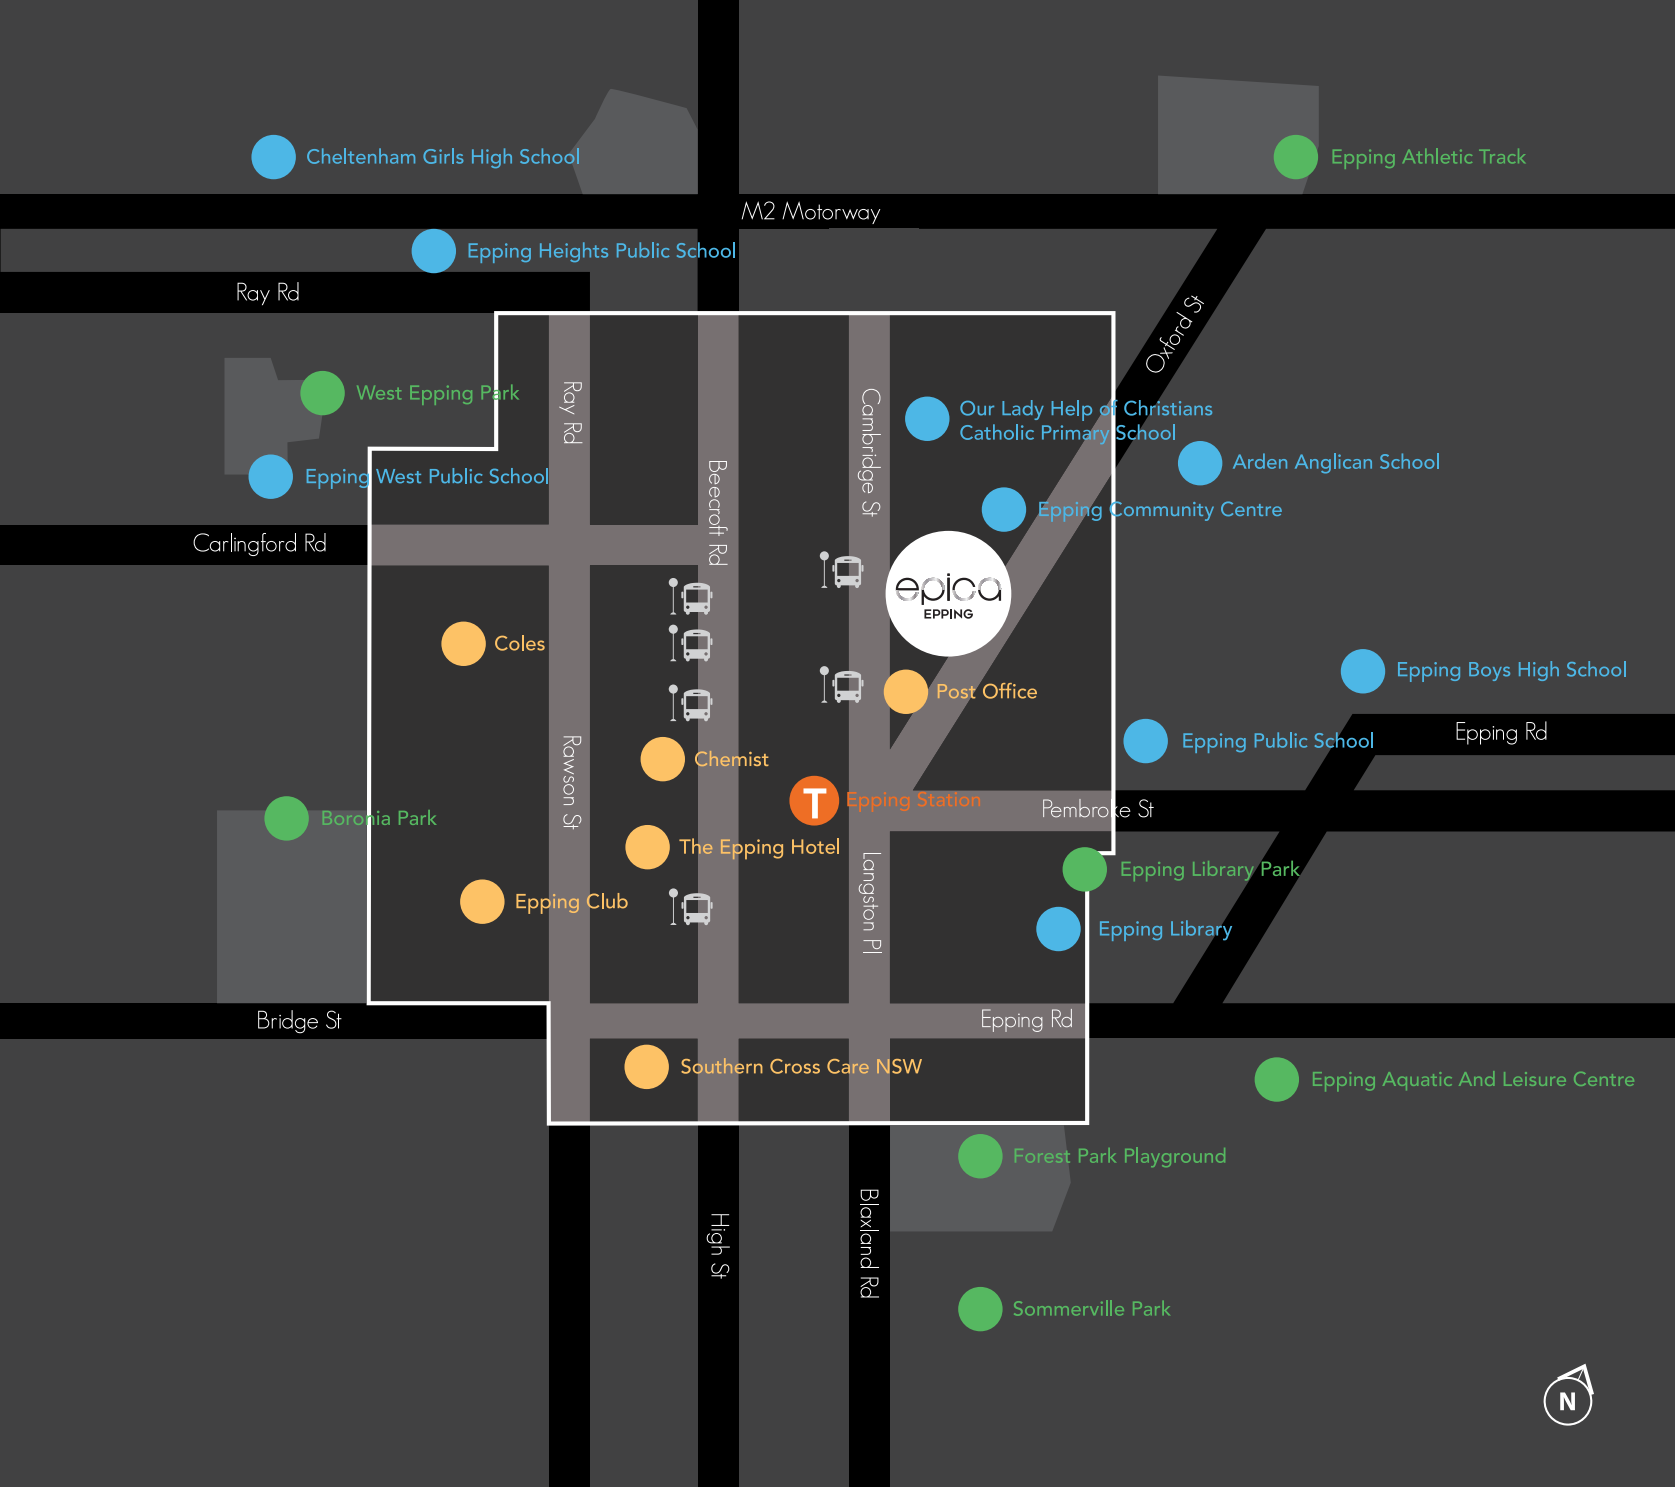 Cheltenham Girls High School
Epping Athletic Track
M2 Motorway
Epping Heights Public School
Ray Rd
Oxford St
West Epping Park
Ray Rd
Cambridge St
Our Lady Help of Christians
Catholic Primary School
Arden Anglican School
Epping West Public School
Beecroft Rd
Epping Community Centre
Carlingford Rd
epica
EPPING
Coles
Post Office
Epping Boys High School
Epping Rd
Epping Public School
Rawson St
Chemist
T
Epping Station
Pembroke St
Boronia Park
The Epping Hotel
Langston Pl
Epping Library Park
Epping Club
Epping Library
Bridge St
Epping Rd
Southern Cross Care NSW
Epping Aquatic And Leisure Centre
Forest Park Playground
High St
Blaxland Rd
Sommerville Park
N